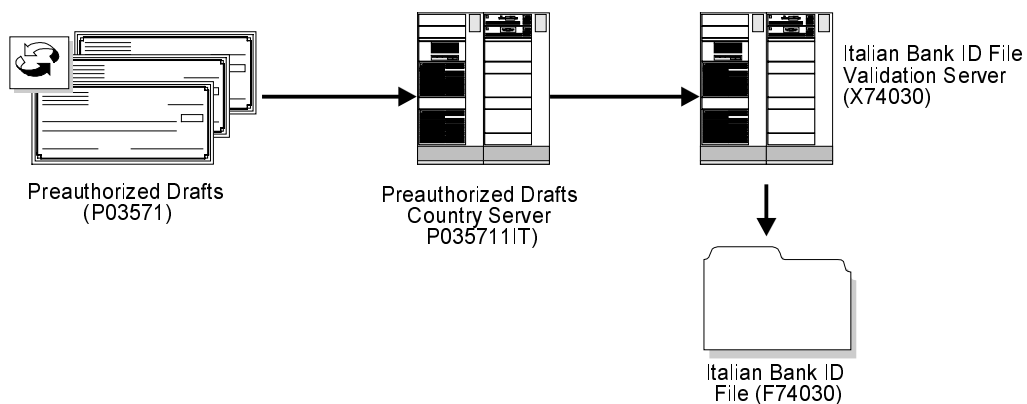 Preauthorized Drafts
(P03571)
Preauthorized Drafts
Country Server
P035711IT)
Italian Bank ID File
Validation Server
(X74030)
Italian Bank ID
File (F74030)